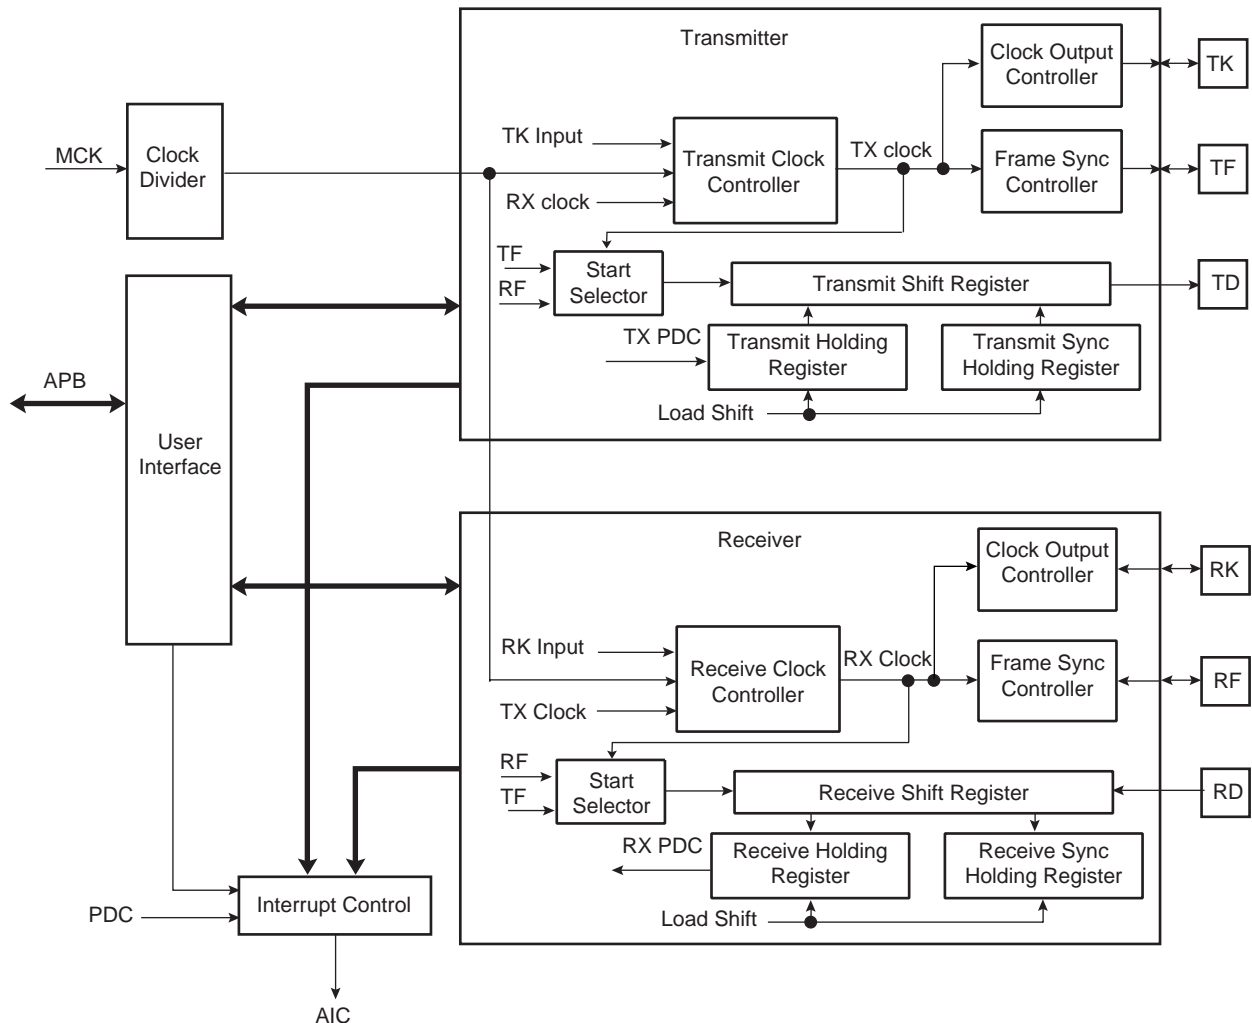 Transmitter
Clock Output
Controller
TK
MCK
Clock
Divider
TK Input
RX clock
Transmit Clock
Controller
TX clock
Frame Sync
Controller
TF
TF
RF
Start
Selector
Transmit Shift Register
TD
TX PDC
Transmit Holding
Register
Transmit Sync
Holding Register
Load Shift
APB
User
Interface
Receiver
Clock Output
Controller
RK
RK Input
TX Clock
Receive Clock
Controller
RX Clock
Frame Sync
Controller
RF
RF
TF
Start
Selector
Receive Shift Register
RD
RX PDC
Receive Holding
Register
Receive Sync
Holding Register
Load Shift
PDC
Interrupt Control
AIC